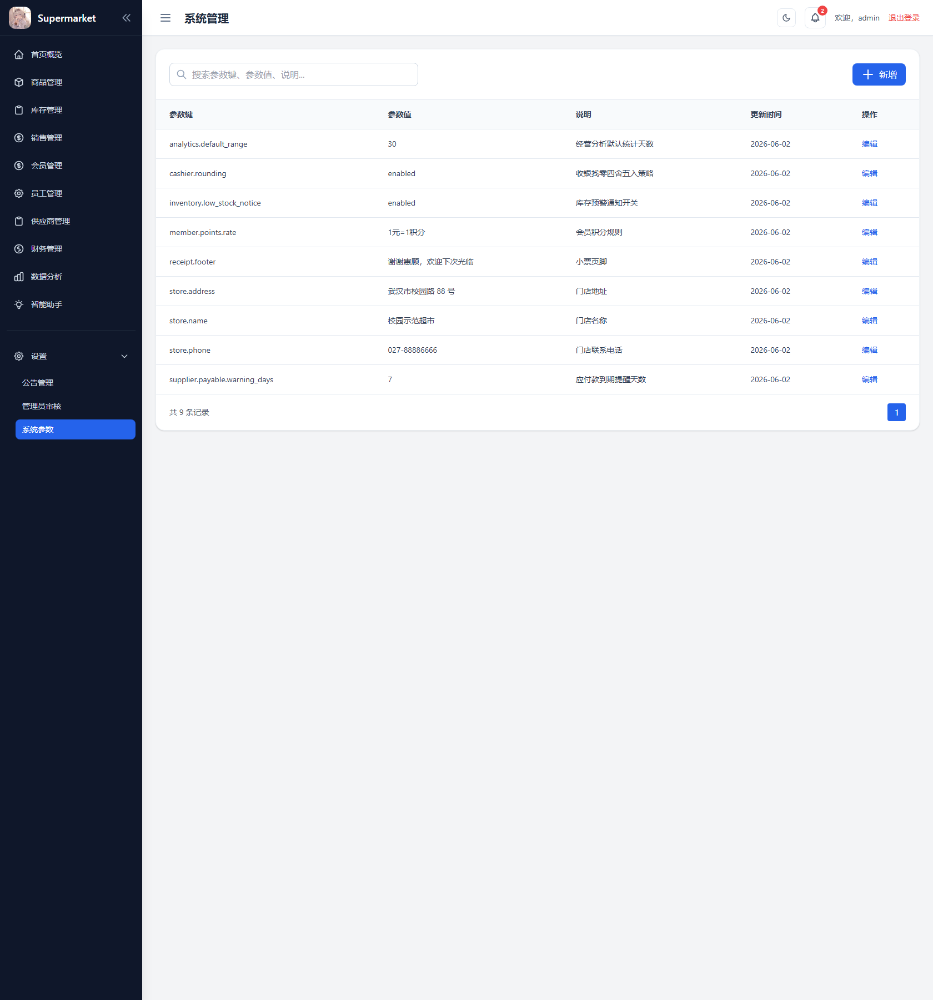 Supermarket
首页概览
商品管理
库存管理
销售管理
会员管理
员工管理
供应商管理
财务管理
数据分析
智能助手
设置
公告管理
管理员审核
系统参数
系统管理
2
欢迎，admin
退出登录
搜索参数键、参数值、说明...
新增
参数键 参数值 说明 更新时间 操作
analytics.default_range 30 经营分析默认统计天数 2026-06-02 编辑
cashier.rounding enabled 收银找零四舍五入策略 2026-06-02 编辑
inventory.low_stock_notice enabled 库存预警通知开关 2026-06-02 编辑
member.points.rate 1元=1积分 会员积分规则 2026-06-02 编辑
receipt.footer 谢谢惠顾，欢迎下次光临 小票页脚 2026-06-02 编辑
store.address 武汉市校园路 88 号 门店地址 2026-06-02 编辑
store.name 校园示范超市 门店名称 2026-06-02 编辑
store.phone 027-88886666 门店联系电话 2026-06-02 编辑
supplier.payable.warning_days 7 应付款到期提醒天数 2026-06-02 编辑
共 9 条记录
1